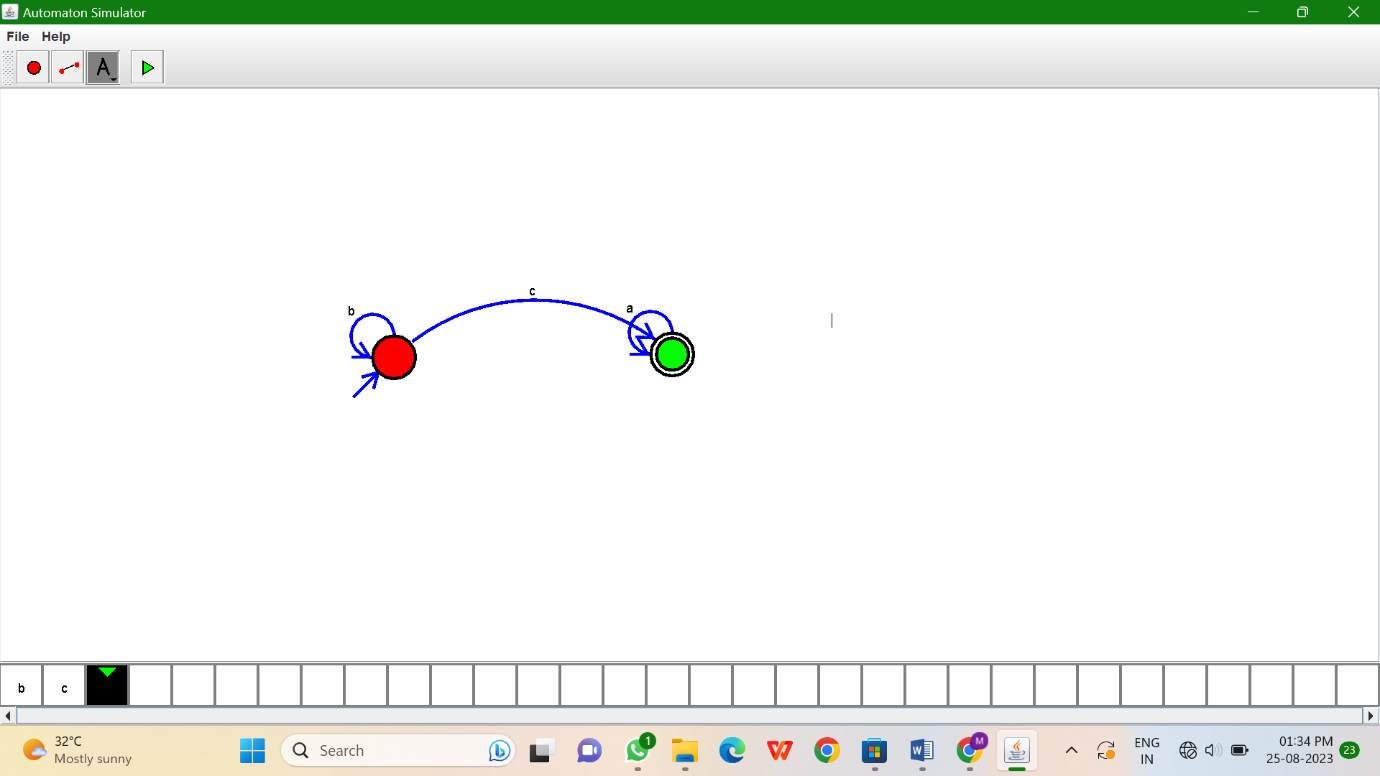 Automaton Simulator
File Help
A
c
a
b
b c
32°C
Mostly sunny
Search
1
M
ENG
IN
01:34 PM
25-08-2023
23